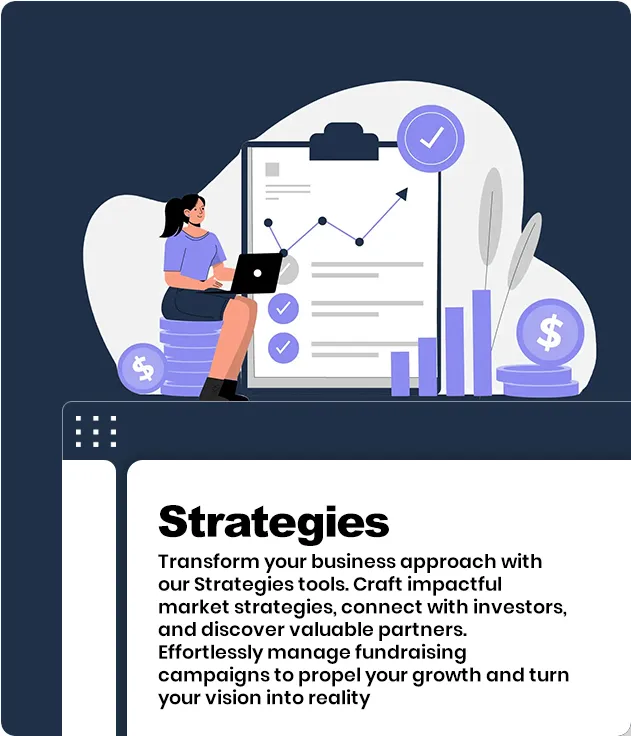 $
$
Strategies
Transform your business approach with
our Strategies tools. Craft impactful
market strategies, connect with investors,
and discover valuable partners.
Effortlessly manage fundraising
campaigns to propel your growth and turn
your vision into reality